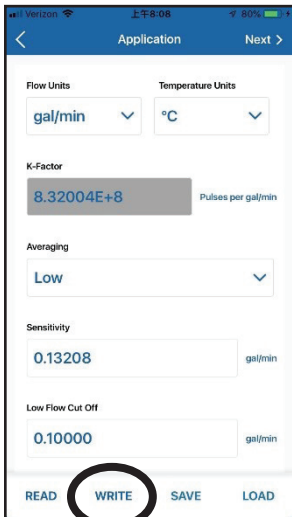 Verizon 上午8:08 80%
Application Next >
Flow Units Temperature Units
gal/min °C
K-Factor
8.32004E+8 Pulses per gal/min
Averaging
Low
Sensitivity
0.13208 gal/min
Low Flow Cut Off
0.10000 gal/min
READ WRITE SAVE LOAD